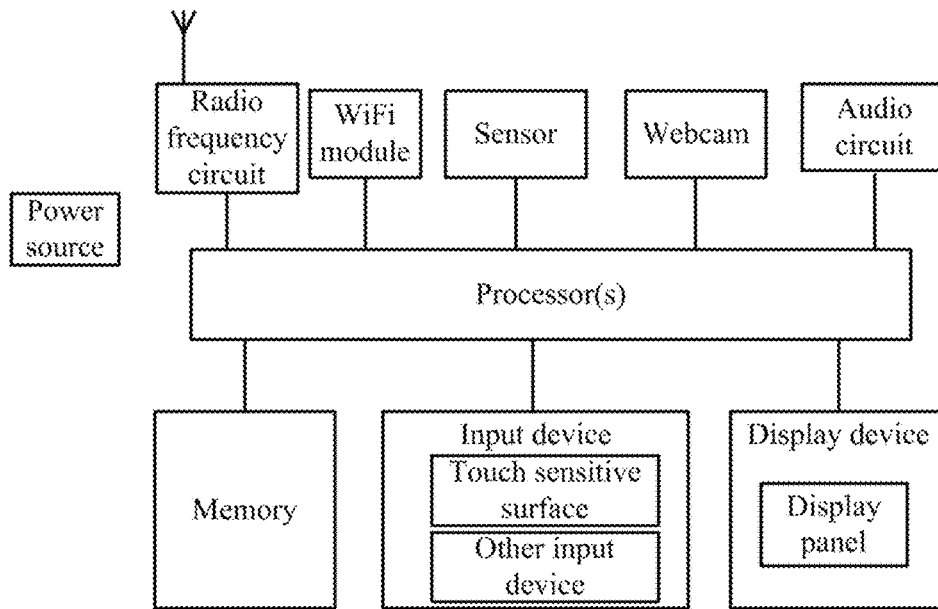 Radio
frequency
circuit
WiFi
module
Sensor
Webcam
Audio
circuit
Power
source
Processor(s)
Memory
Input device
Touch sensitive
surface
Other input
device
Display device
Display
panel